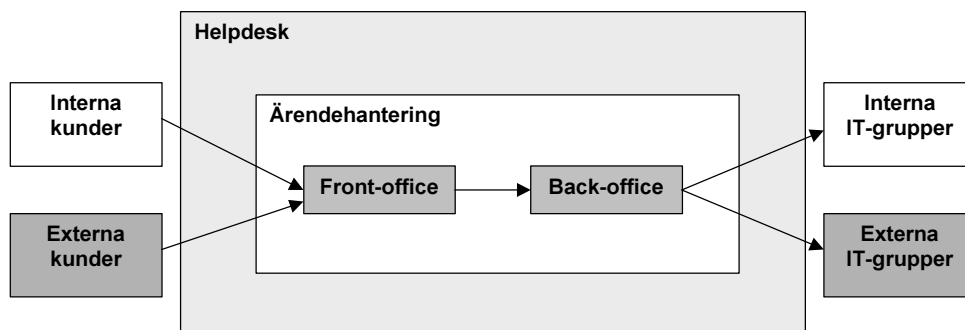 Helpdesk
Interna
kunder
Ärendehantering
Interna
IT-grupper
Front-office
Back-office
Externa
kunder
Externa
IT-grupper